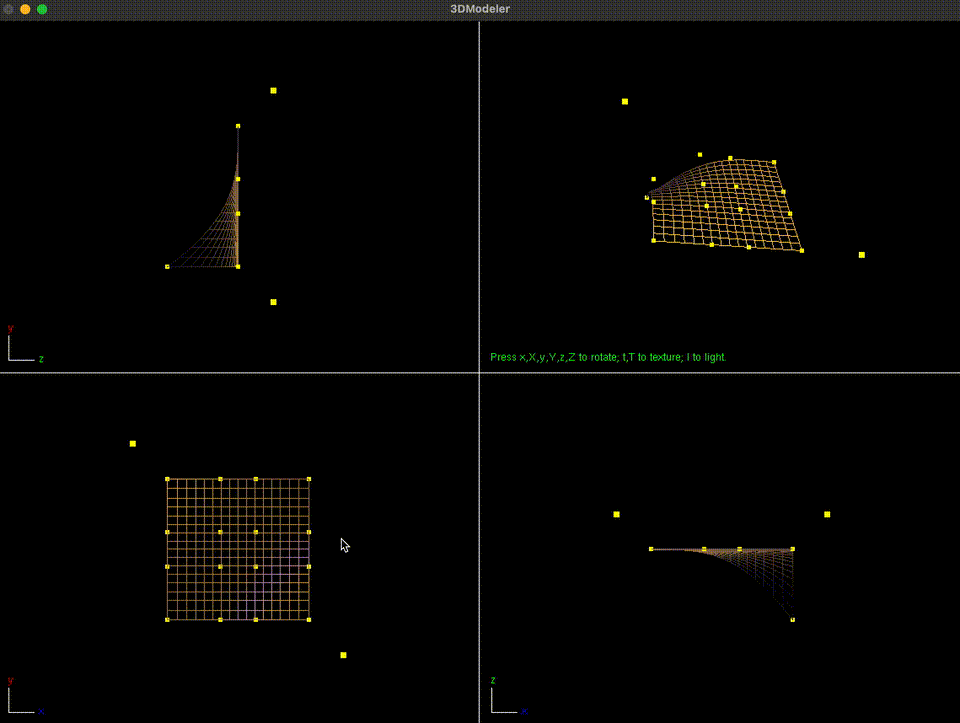 3DModeler
y
z
Press x,X,y,Y,z,Z to rotate; t,T to texture; l to light.
y
x
z
x